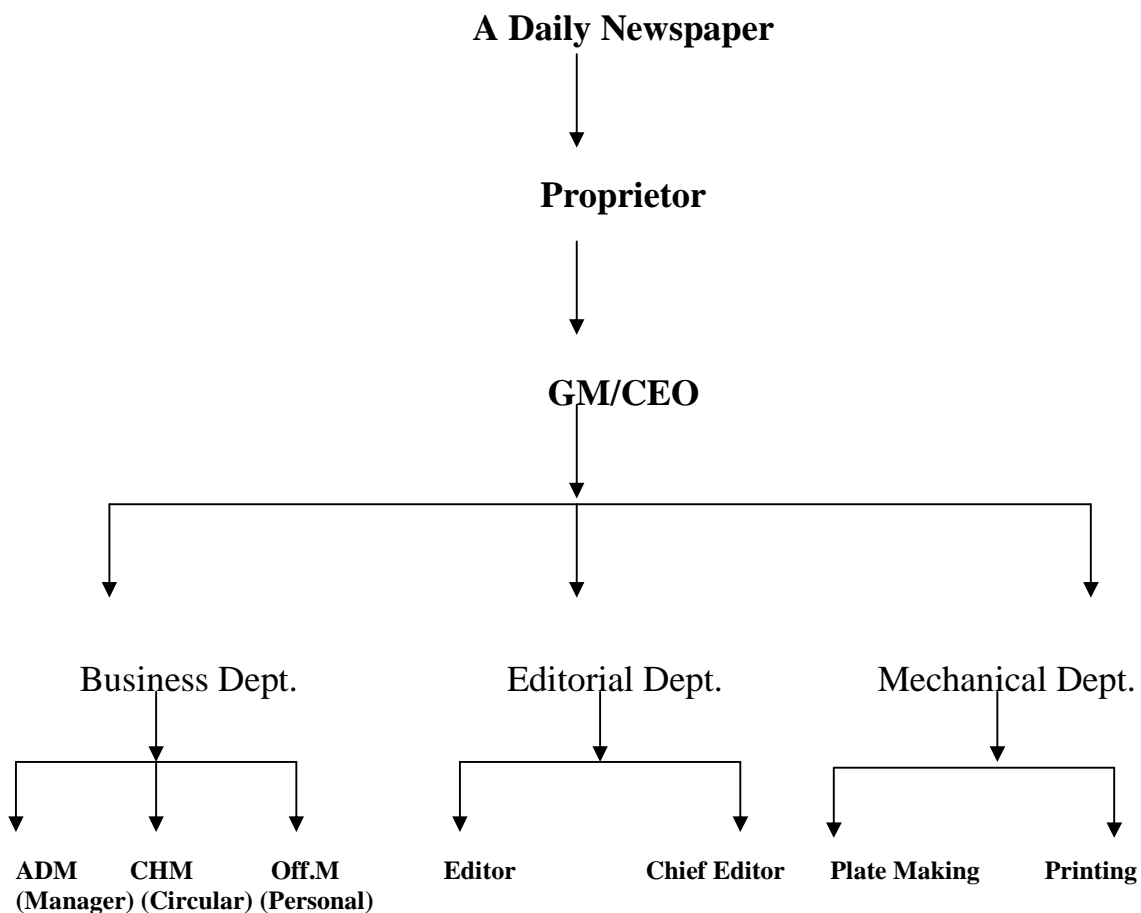 A Daily Newspaper
Proprietor
GM/CEO
Business Dept. Editorial Dept. Mechanical Dept.
ADM CHM Off.M Editor Chief Editor Plate Making Printing
(Manager) (Circular) (Personal)